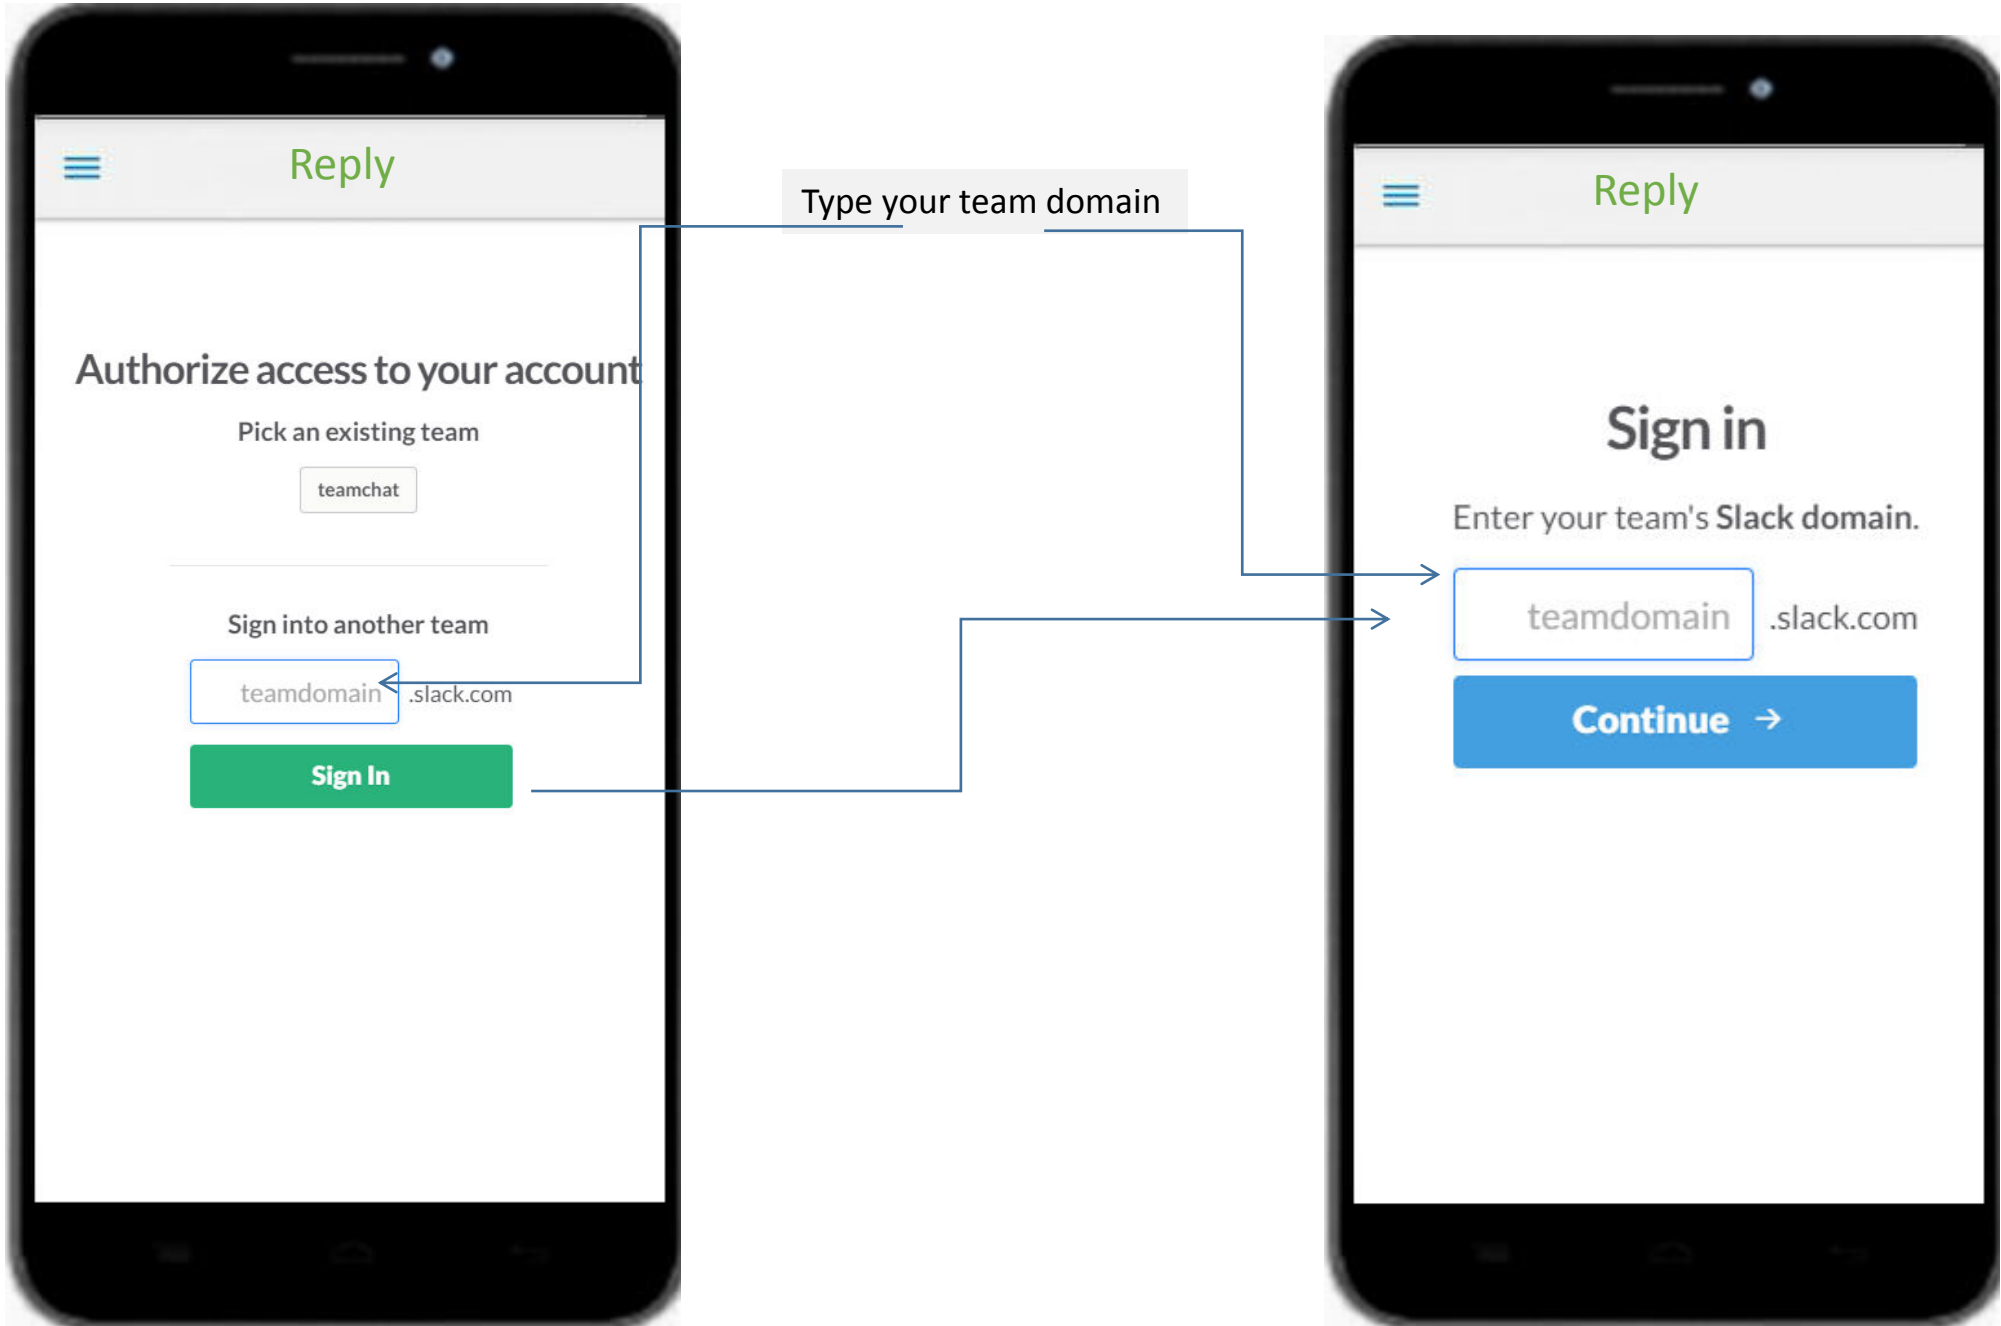 Reply
Authorize access to your account
Pick an existing team
teamchat
Sign into another team
teamdomain .slack.com
Sign In
Type your team domain
Reply
Sign in
Enter your team's Slack domain.
teamdomain .slack.com
Continue →